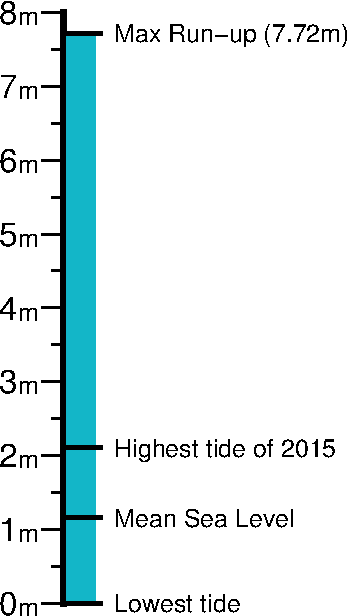 8m
Max Run-up (7.72m)
7m
6m
5m
4m
3m
Highest tide of 2015
2m
Mean Sea Level
1m
0m
Lowest tide